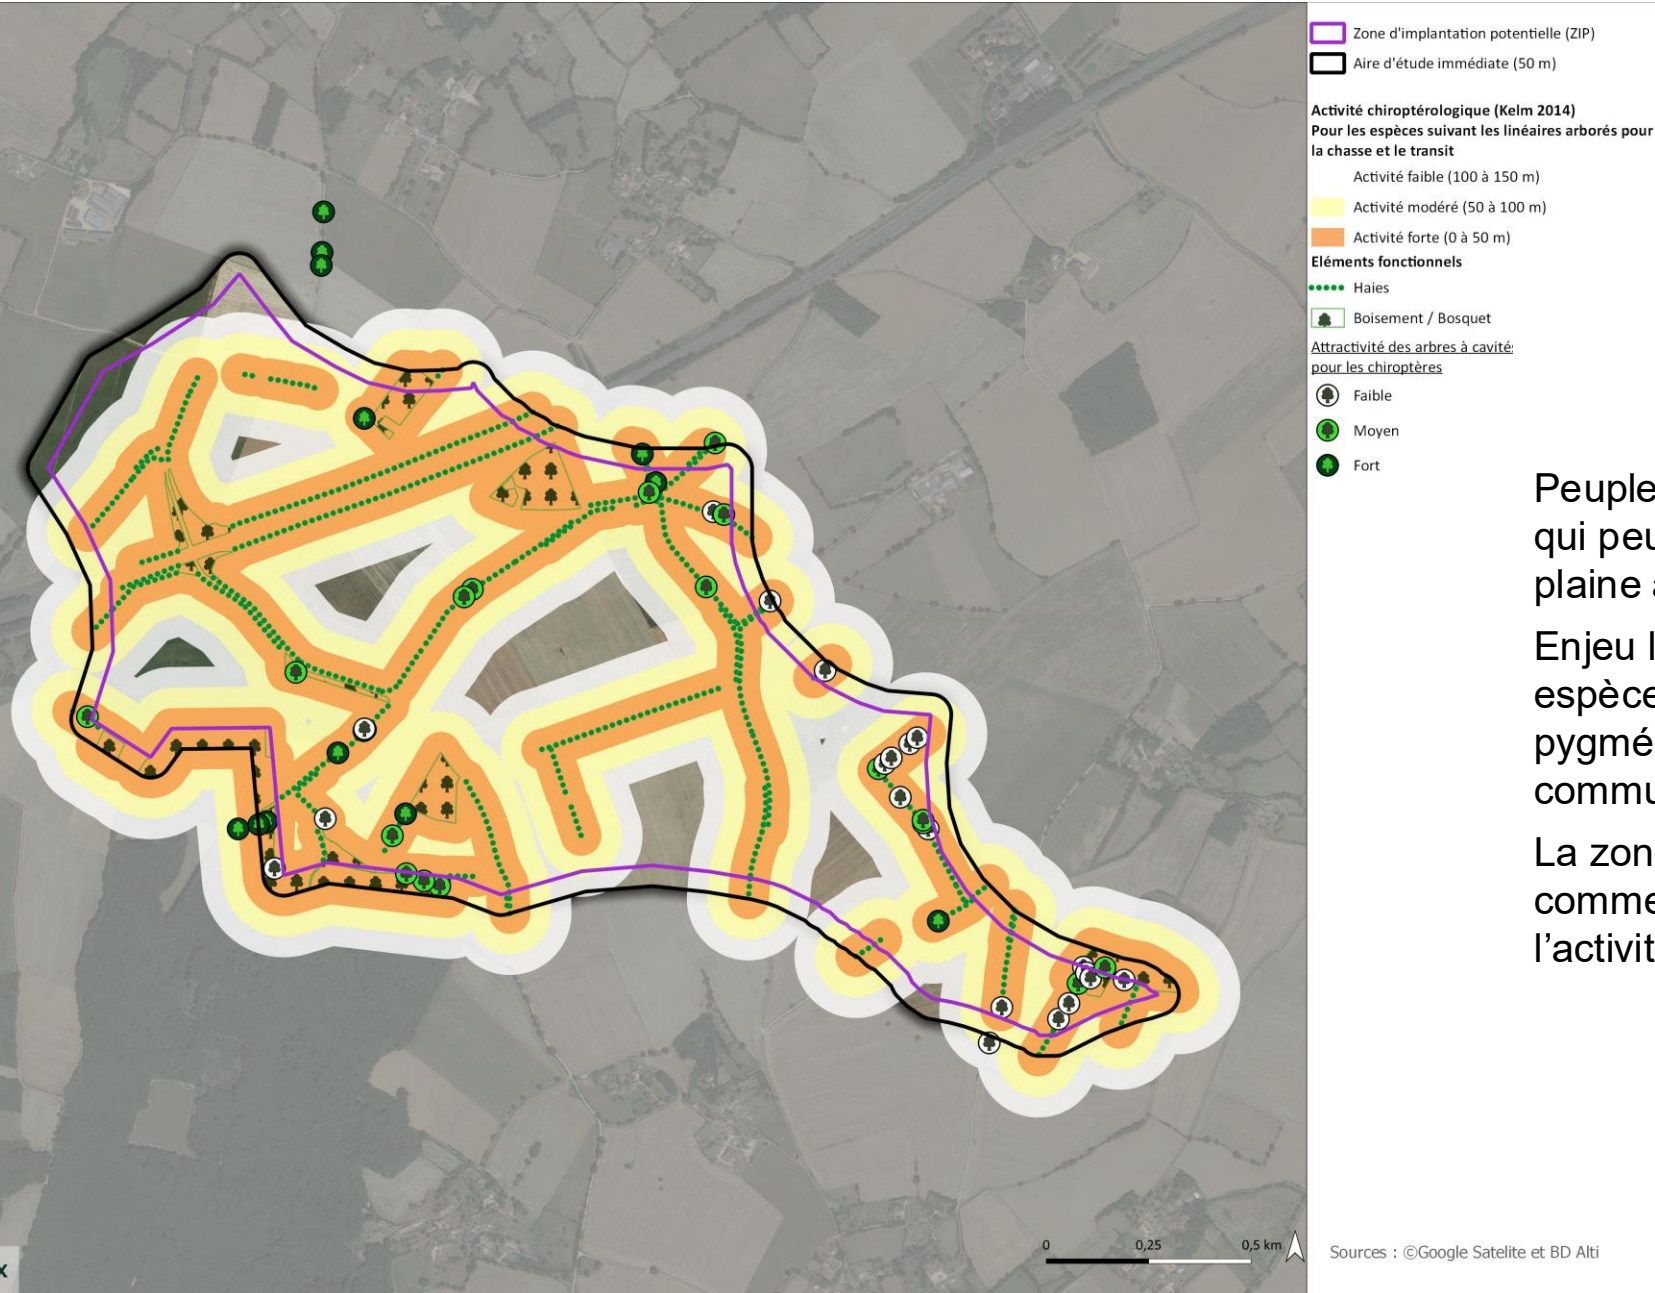 Zone d'implantation potentielle (ZIP)
Aire d'étude immédiate (50 m)
Activité chiroptérologique (Kelm 2014)
Pour les espèces suivant les linéaires arborés pour
la chasse et le transit
Activité faible (100 à 150 m)
Activité modéré (50 à 100 m)
Activité forte (0 à 50 m)
Eléments fonctionnels
Haies
Boisement / Bosquet
Attractivité des arbres à cavité
pour les chiroptères
Faible
Moyen
Fort
Peuple
qui peu
plaine
Enjeu
espèce
pygmé
commu
La zon
comme
l'activit
0 0,25 0,5 km
Sources : ©Google Satelite et BD Alti
x